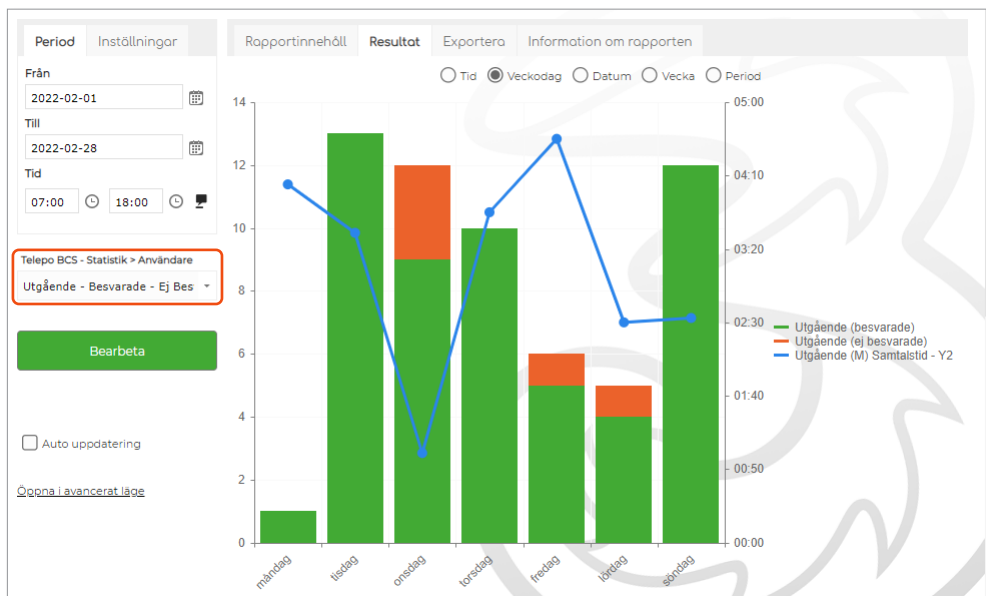 Period Inställningar
Från
2022-02-01
Till
2022-02-28
Tid
07:00 18:00
Telepo BCS - Statistik > Användare
Utgående - Besvarade - Ej Bes
Bearbeta
Auto uppdatering
Öppna i avancerat läge
Rapportinnehåll Resultat Exportera Information om rapporten
Tid Veckodag Datum Vecka Period
14
12
10
8
6
4
2
0
05:00
04:10
03:20
02:30
01:40
00:50
00:00
måndag tisdag onsdag torsdag fredag lördag söndag
Utgående (besvarade)
Utgående (ej besvarade)
Utgående (M) Samtalstid - Y2